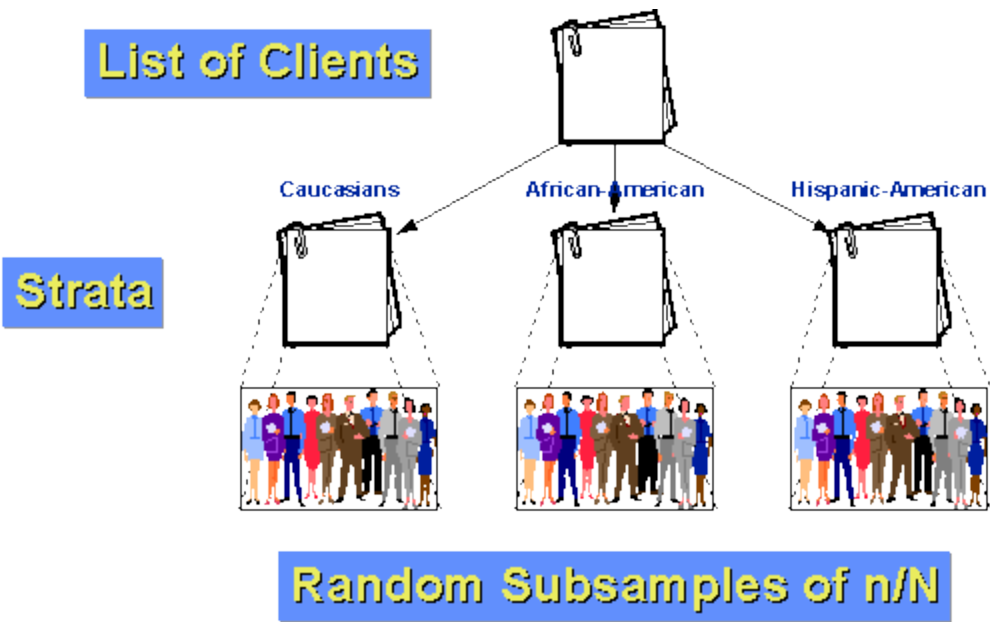 List of Clients
Caucasians
African-American
Hispanic-American
Strata
Random Subsamples of n/N